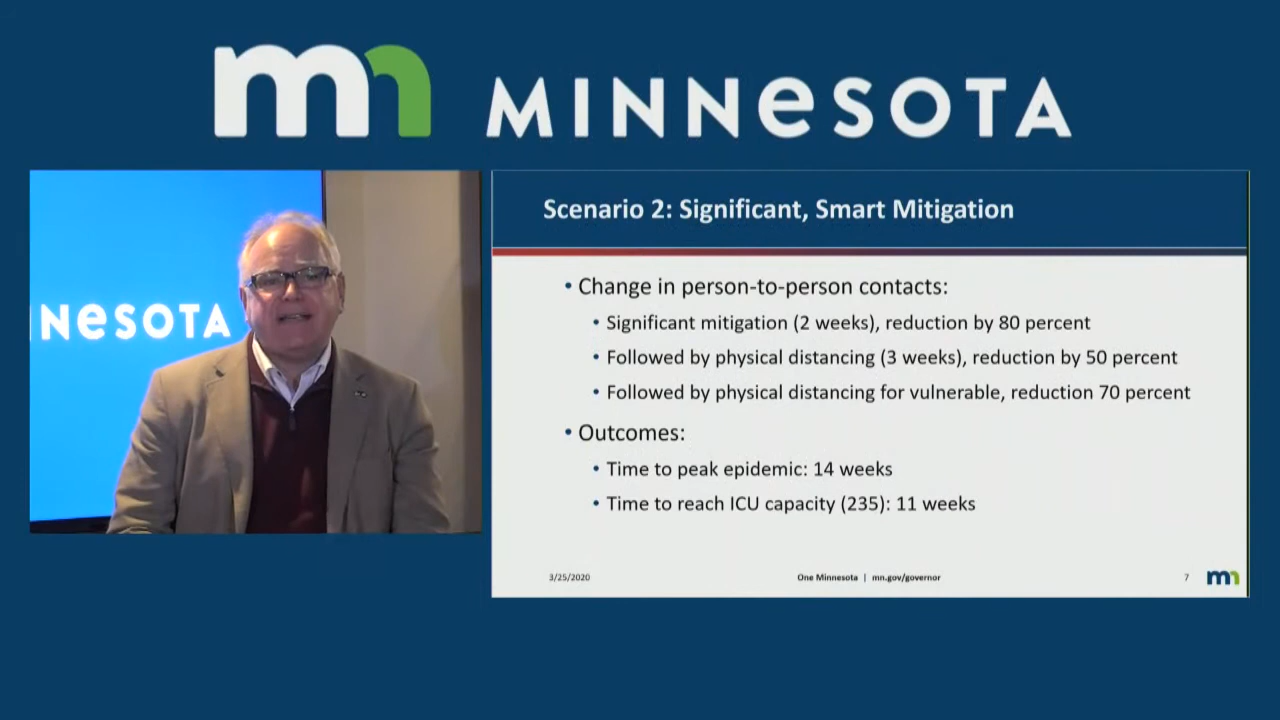 mn MINNeSOTA
NeSOTA
Scenario 2: Significant, Smart Mitigation
• Change in person-to-person contacts:
• Significant mitigation (2 weeks), reduction by 80 percent
• Followed by physical distancing (3 weeks), reduction by 50 percent
• Followed by physical distancing for vulnerable, reduction 70 percent
• Outcomes:
• Time to peak epidemic: 14 weeks
• Time to reach ICU capacity (235): 11 weeks
3/25/2020 One Minnesota | mn.gov/governor 7 mn